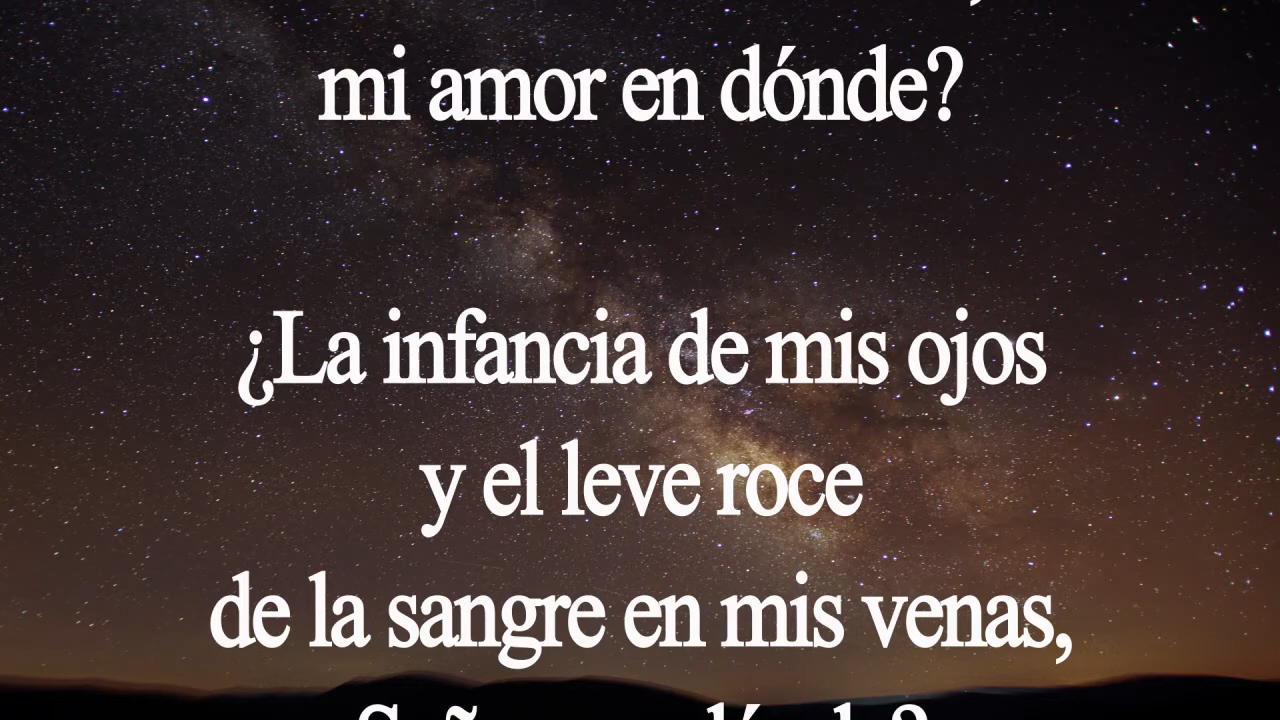 mi amor en dónde?
¿La infancia de mis ojos
y el leve roce
de la sangre en mis venas,